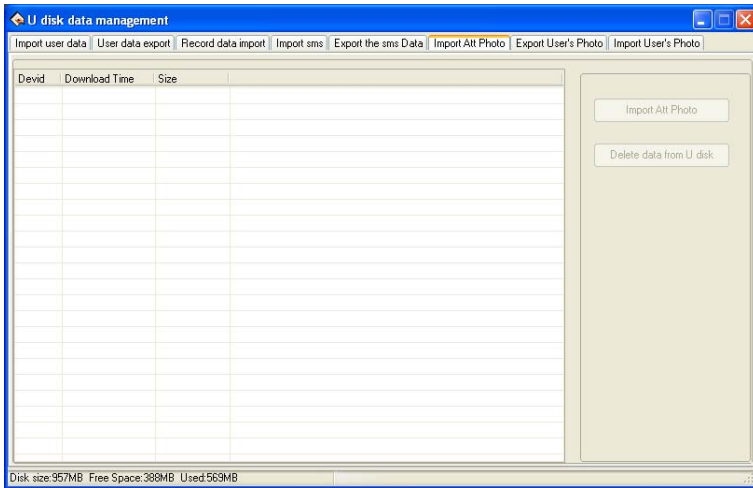 U disk data management
Import user data User data export Record data import Import sms Export the sms Data Import Att Photo Export User's Photo Import User's Photo
Devid Download Time Size
Import Att Photo
Delete data from U disk
Disk size:957MB Free Space:388MB Used:569MB